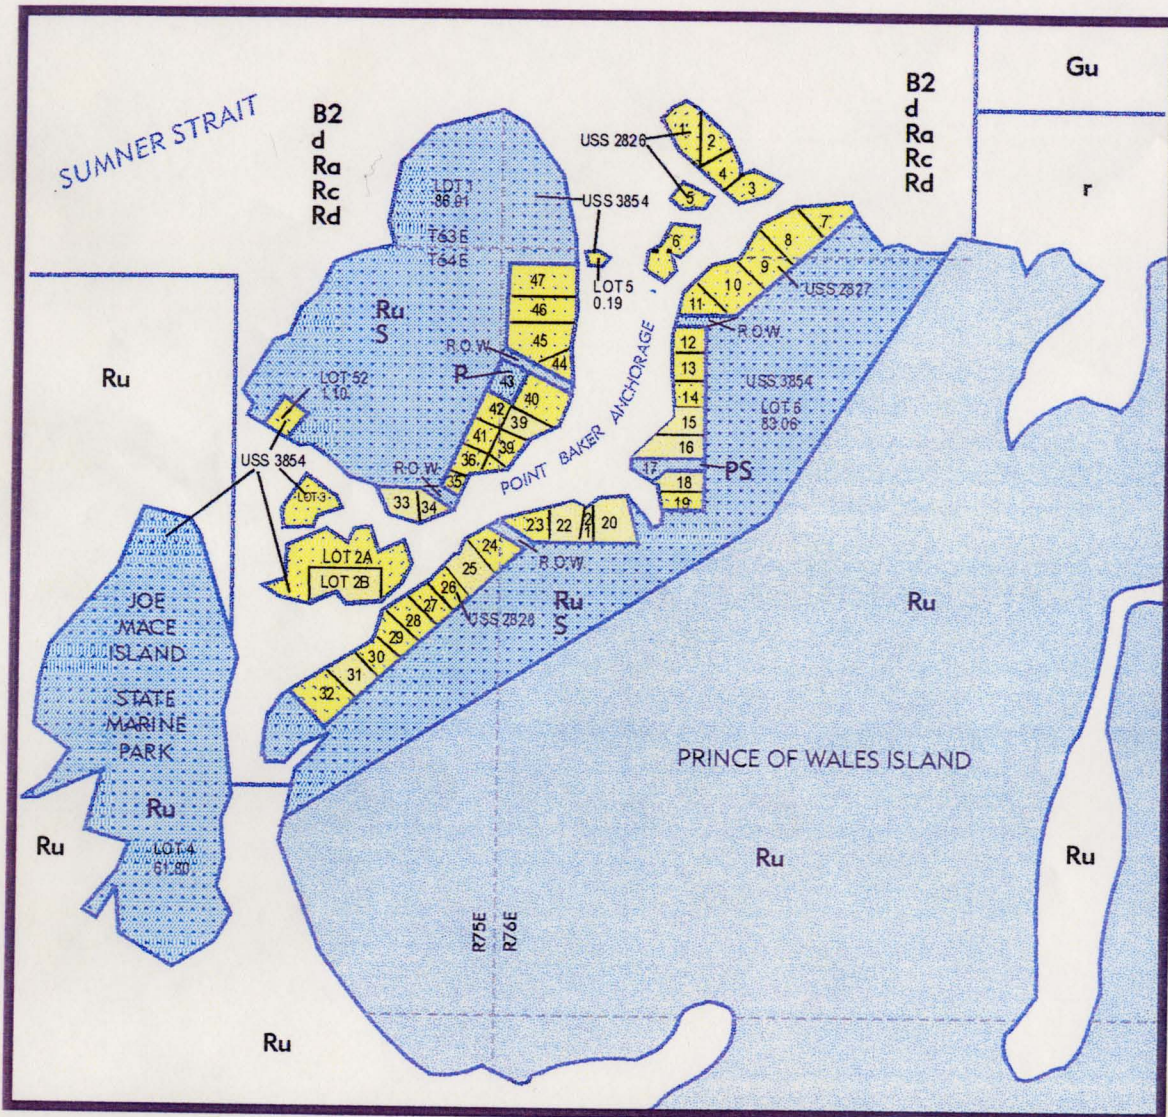 Gu
B2
d
Ra
Rc
Rd
B2
d
Ra
Rc
Rd
SUMNER STRAIT
USS 2826
1
2
4
3
5
r
LOT 1
86.01
USS 3854
T63E
T64E
6
7
8
9
10
11
USS 2827
LOT 5
0.19
47
46
45
44
Ru
S
R.O.W.
R.O.W.
12
13
14
15
16
USS 3854
LOT 6
83.06
Ru
P
43
42
40
39
41
39
36
35
LOT 52
1.10
POINT BAKER ANCHORAGE
USS 3854
R.O.W.
33
34
17
PS
18
19
LOT 3
23
22
21
20
24
R.O.W.
LOT 2A
LOT 2B
25
26
27
28
29
30
31
32
USS 2828
Ru
S
Ru
JOE
MACE
ISLAND
STATE
MARINE
PARK
Ru
LOT 4
61.80
PRINCE OF WALES ISLAND
Ru
Ru
Ru
R75E
R76E
Ru